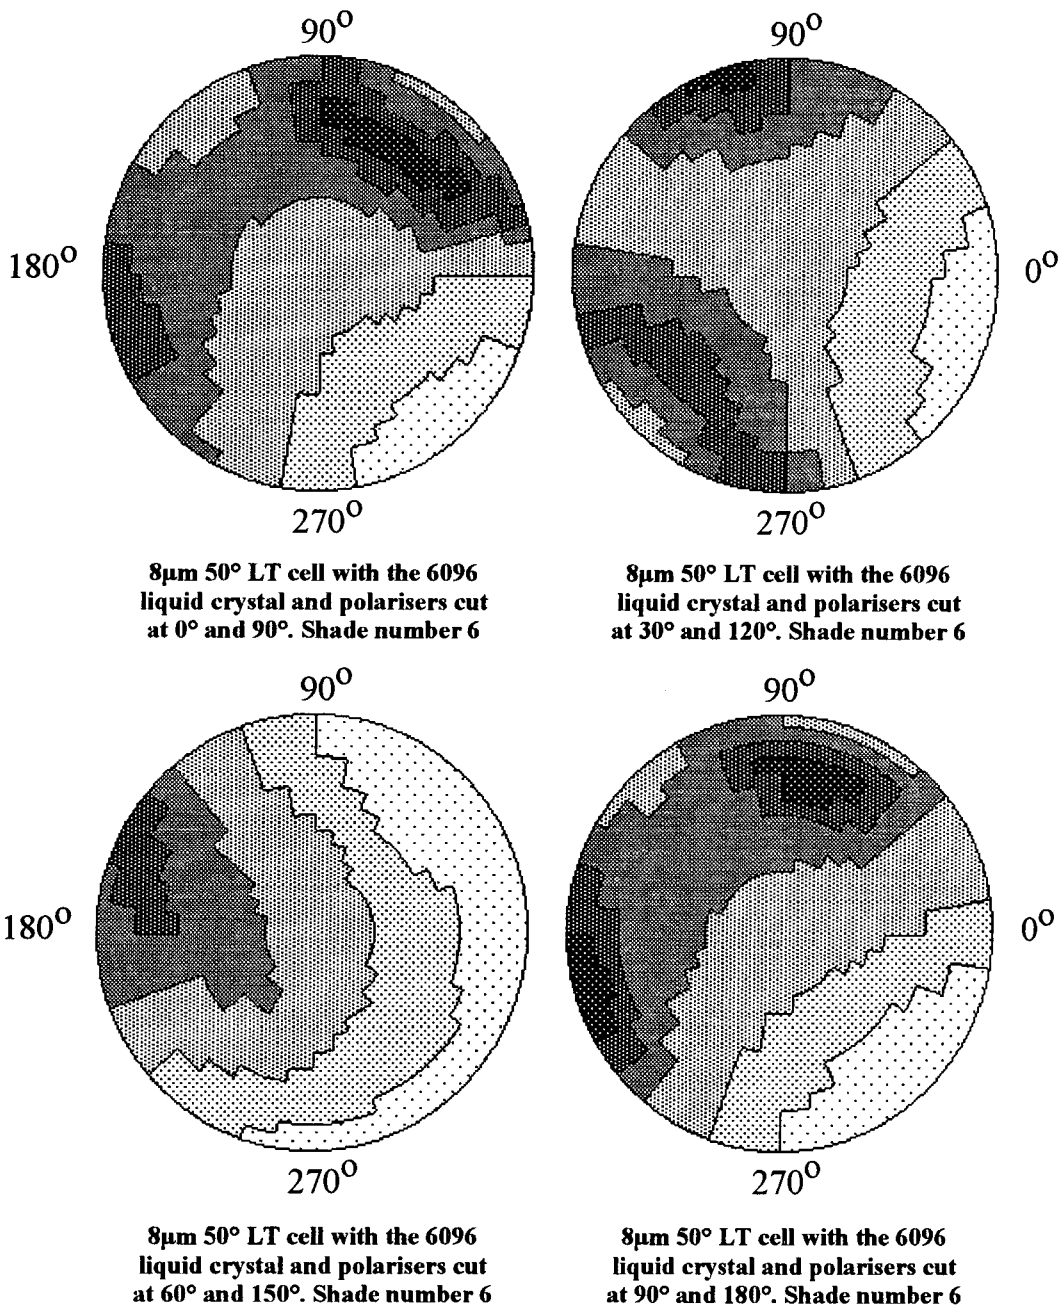 90° 90°
180° 0°
270° 270°
8μm 50° LT cell with the 6096
liquid crystal and polarisers cut
at 0° and 90°. Shade number 6
8μm 50° LT cell with the 6096
liquid crystal and polarisers cut
at 30° and 120°. Shade number 6
90° 90°
180° 0°
270° 270°
8μm 50° LT cell with the 6096
liquid crystal and polarisers cut
at 60° and 150°. Shade number 6
8μm 50° LT cell with the 6096
liquid crystal and polarisers cut
at 90° and 180°. Shade number 6